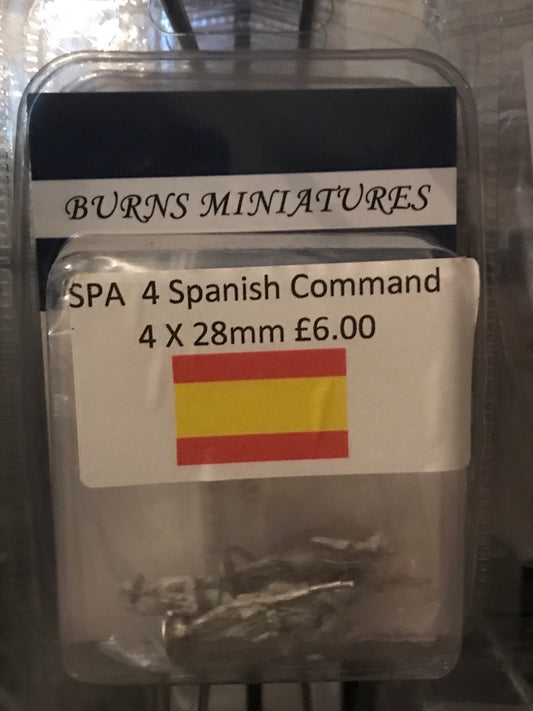 BURNS MINIATURES
SPA 4 Spanish Command
4 X 28mm £6.00